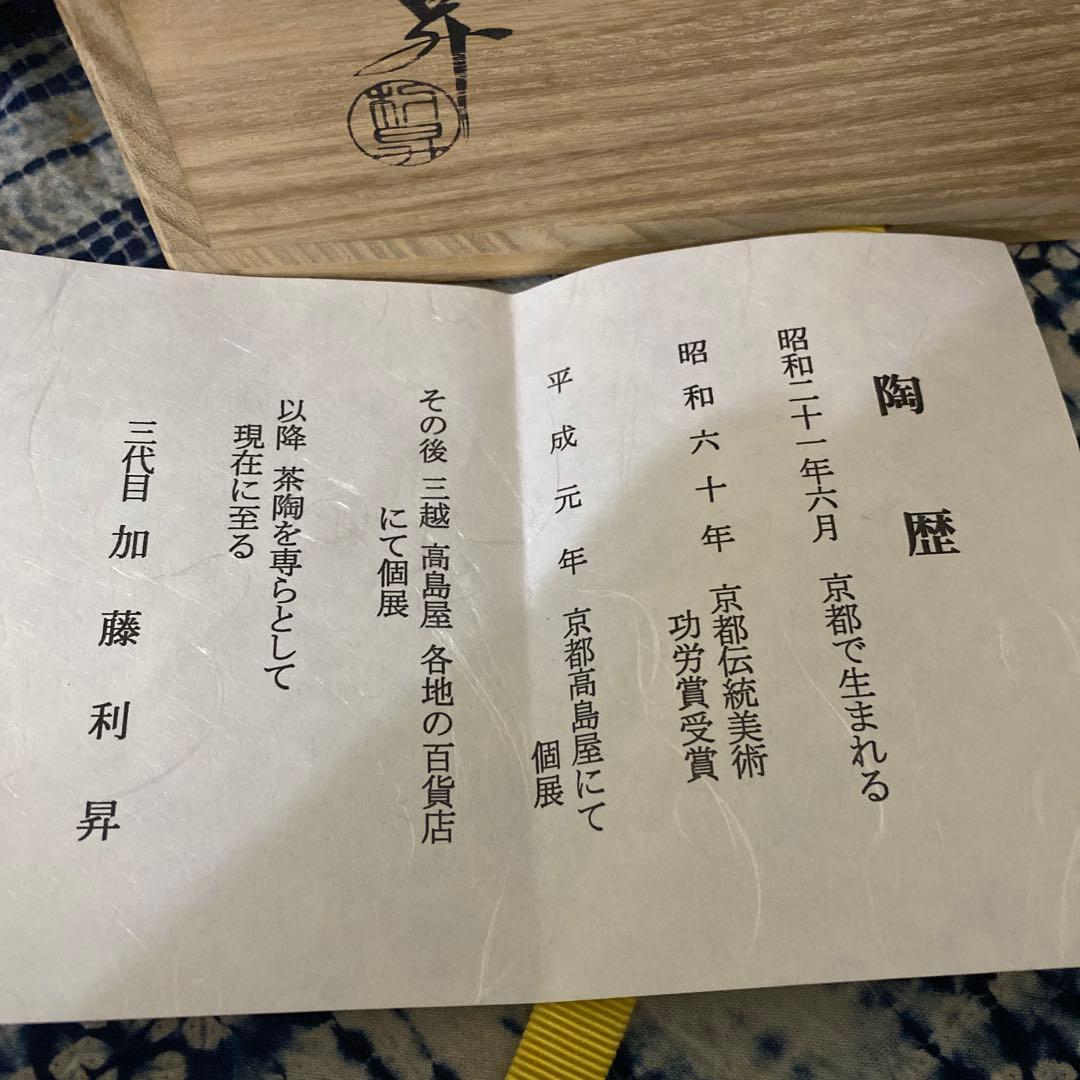 昇
利昇
陶歴
昭和二十一年六月 京都で生まれる
昭和六十年 京都伝統美術
功労賞受賞
平成元年 京都高島屋にて
個展
その後 三越 高島屋 各地の百貨店
にて個展
以降 茶陶を専らとして
現在に至る
三代目 加藤利昇